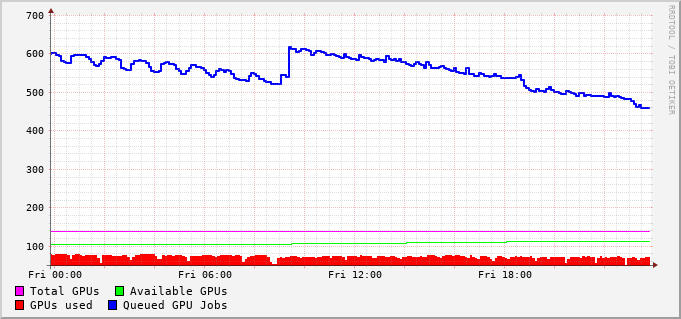 700
600
500
400
300
200
100
Fri 00:00 Fri 06:00 Fri 12:00 Fri 18:00
Total GPUs Available GPUs
GPUs used Queued GPU Jobs
RRDTOOL / TOBI OETIKER